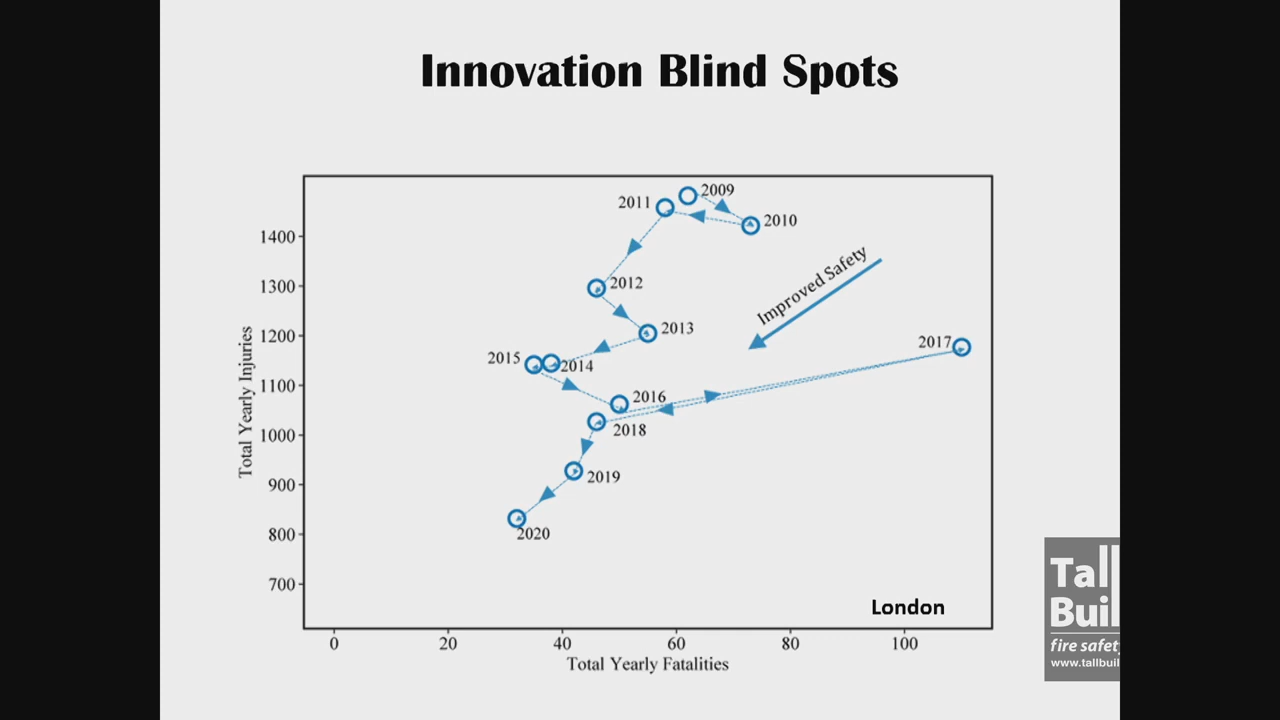 Innovation Blind Spots
2009
2011
2010
1400
Improved Safety
1300
2012
1200
2013
2017
2015
2014
1100
2016
1000
2018
900
2019
800
2020
700
Total Yearly Injuries
London
0 20 40 60 80 100
Total Yearly Fatalities
Tall
Buil
fire safety
www.tallbuil